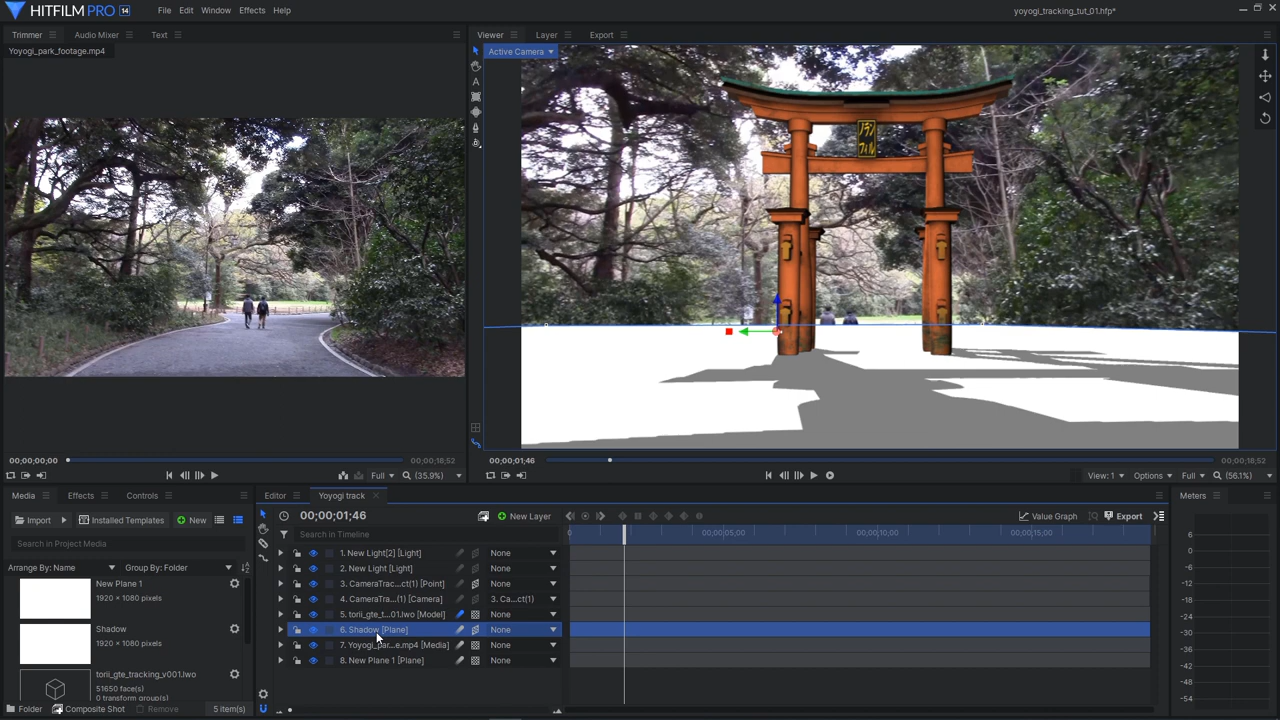 HITFILM PRO 14
File Edit Window Effects Help
yoyogi_tracking_tut_01.hfp*
Trimmer Audio Mixer Text
Viewer Layer Export
Yoyogi_park_footage.mp4
Active Camera
00;00;00;00
00;00;18;52
Full (35.9%)
00;00;01;46
00;00;18;52
View: 1 Options Full (56.1%)
Media Effects Controls
Editor Yoyogi track
Meters
Import Installed Templates New
00;00;01;46
New Layer
Value Graph Export
Search in Project Media
Search in Timeline
0 00;00;05;00 00;00;10;00 00;00;15;00
Arrange By: Name Group By: Folder
New Plane 1
1920 × 1080 pixels
Shadow
1920 × 1080 pixels
torii_gte_tracking_v001.lwo
51650 face(s)
0 transform group(s)
1. New Light[2] [Light] None
2. New Light [Light] None
3. CameraTrac...ct(1) [Point] None
4. CameraTra...(1) [Camera] 3. Ca...ct(1)
5. torii_gte_t...01.lwo [Model] None
6. Shadow [Plane] None
7. Yoyogi_par...e.mp4 [Media] None
8. New Plane 1 [Plane] None
Folder Composite Shot Remove 5 item(s)
6
0
-6
-12
-18
-24
-30
-36
-42
-48
-54